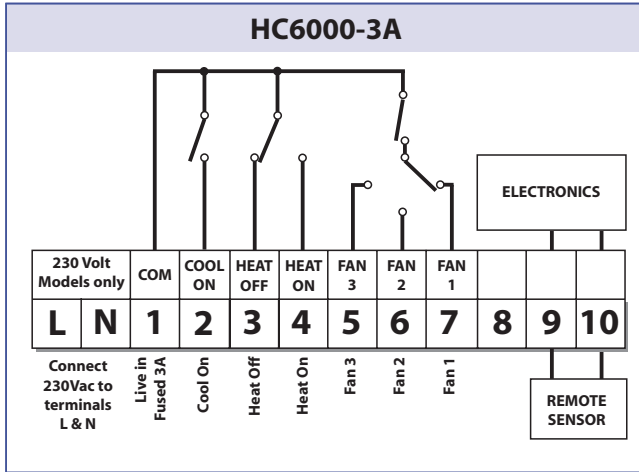 HC6000-3A
ELECTRONICS
230 Volt
Models only
COM
COOL
ON
HEAT
OFF
HEAT
ON
FAN
3
FAN
2
FAN
1
L N 1 2 3 4 5 6 7 8 9 10
Connect
230Vac to
terminals
L & N
Live in
Fused 3A
Cool On
Heat Off
Heat On
Fan 3
Fan 2
Fan 1
REMOTE
SENSOR